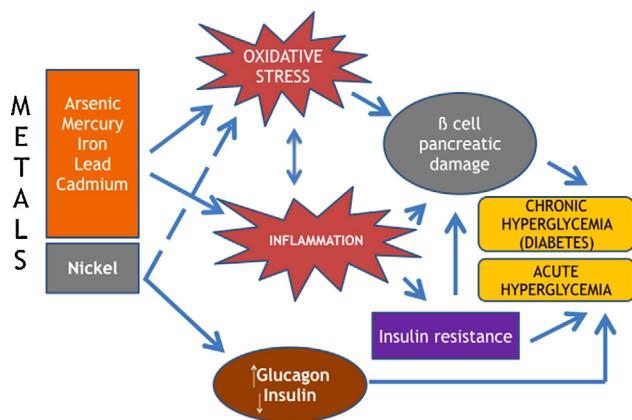 METALS
Arsenic
Mercury
Iron
Lead
Cadmium
Nickel
OXIDATIVE
STRESS
INFLAMMATION
ß cell
pancreatic
damage
CHRONIC
HYPERGLYCEMIA
(DIABETES)
ACUTE
HYPERGLYCEMIA
Insulin resistance
↑Glucagon
↓Insulin